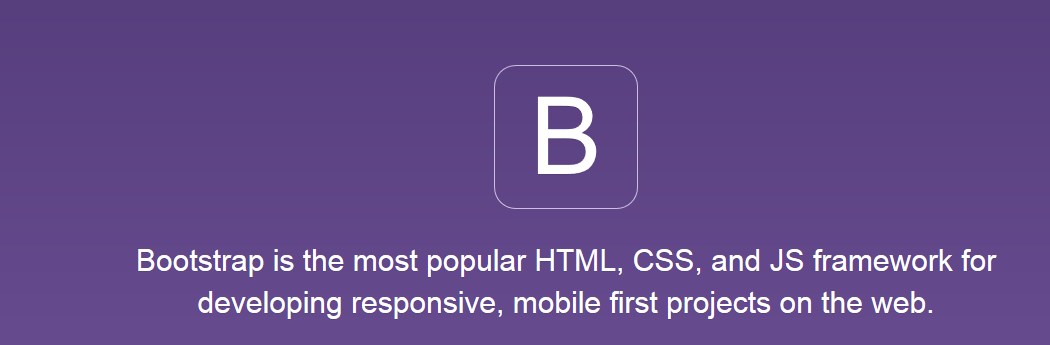 B
Bootstrap is the most popular HTML, CSS, and JS framework for
developing responsive, mobile first projects on the web.